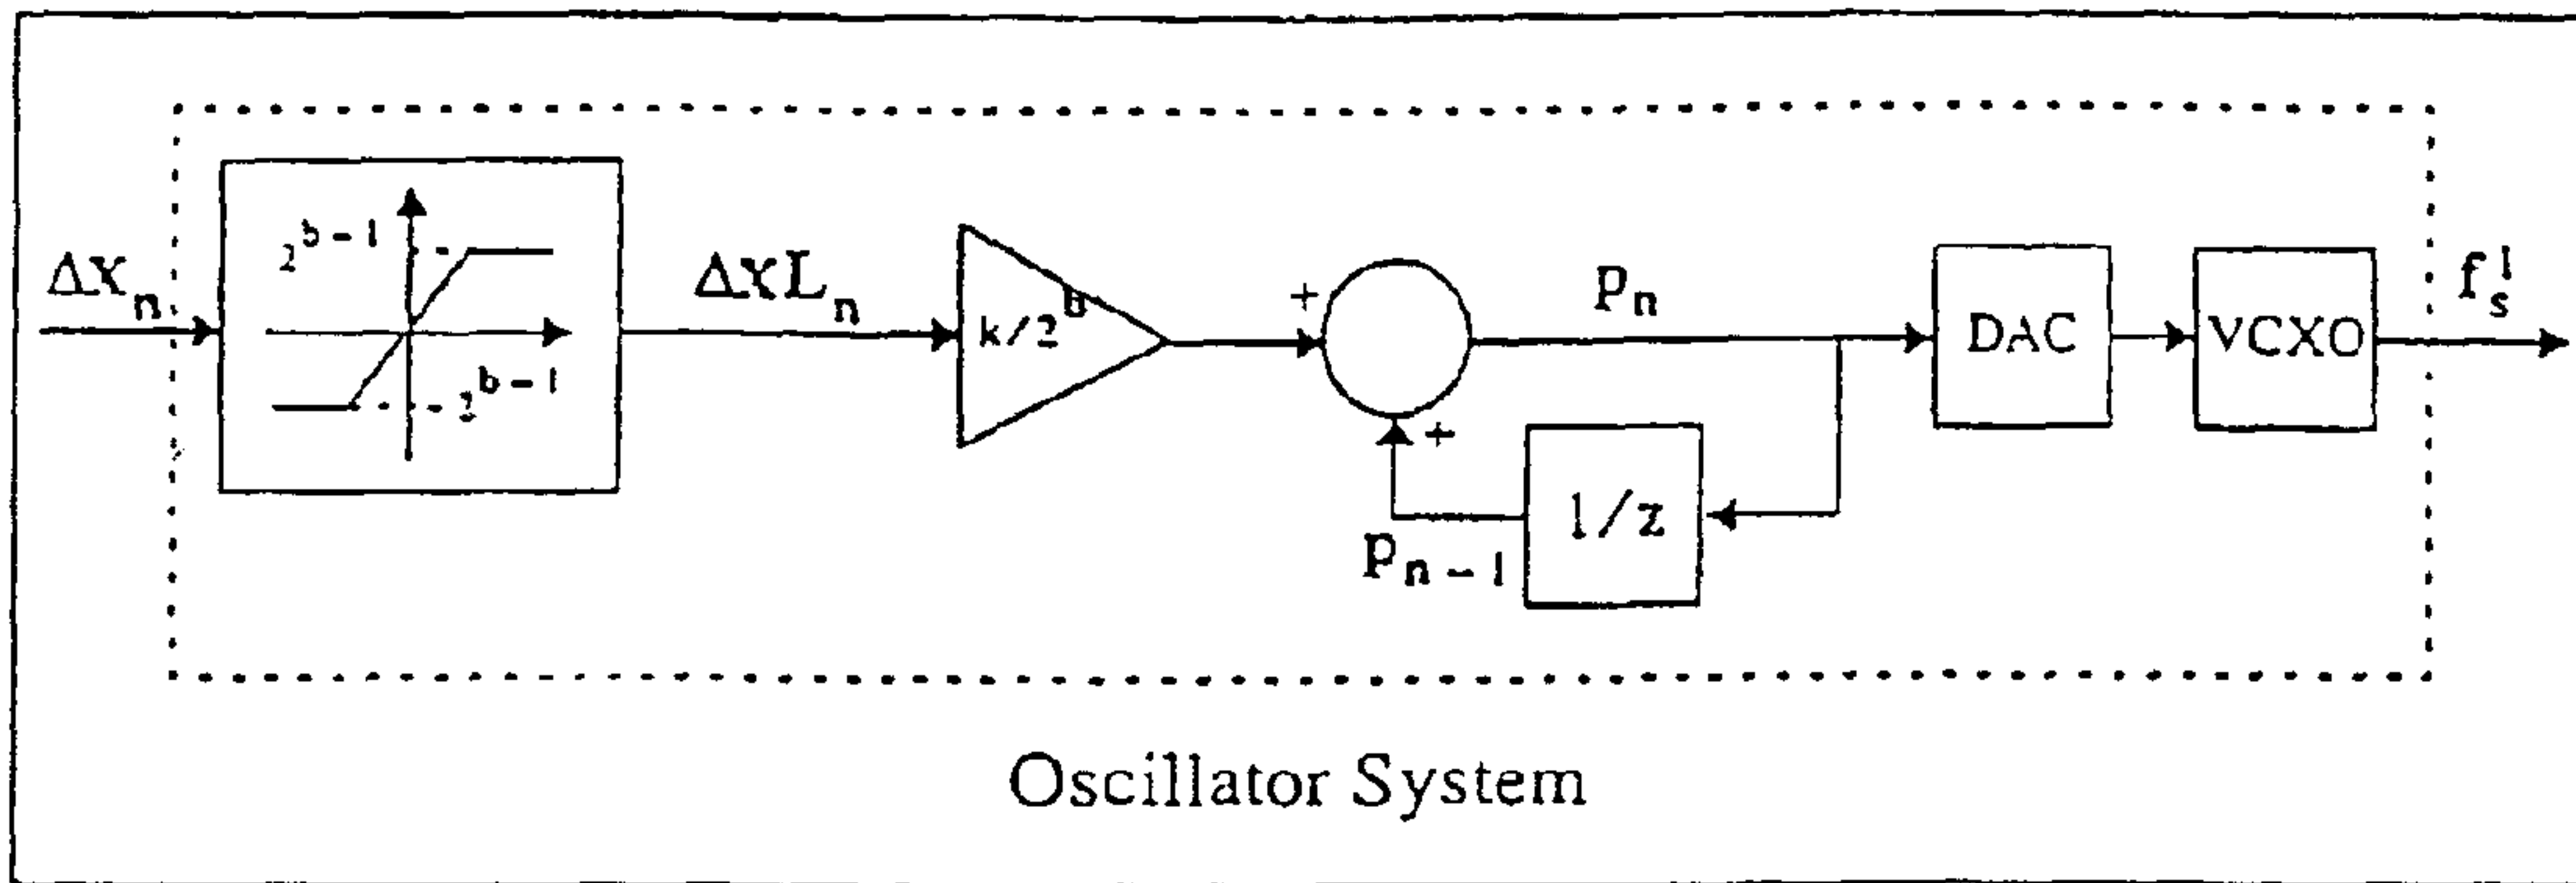 2^{b-1}
Δx_n
ΔxL_n
k/2
+
p_n
DAC
VCXO
f_s^1
-2^{b-1}
+
1/z
p_{n-1}
Oscillator System